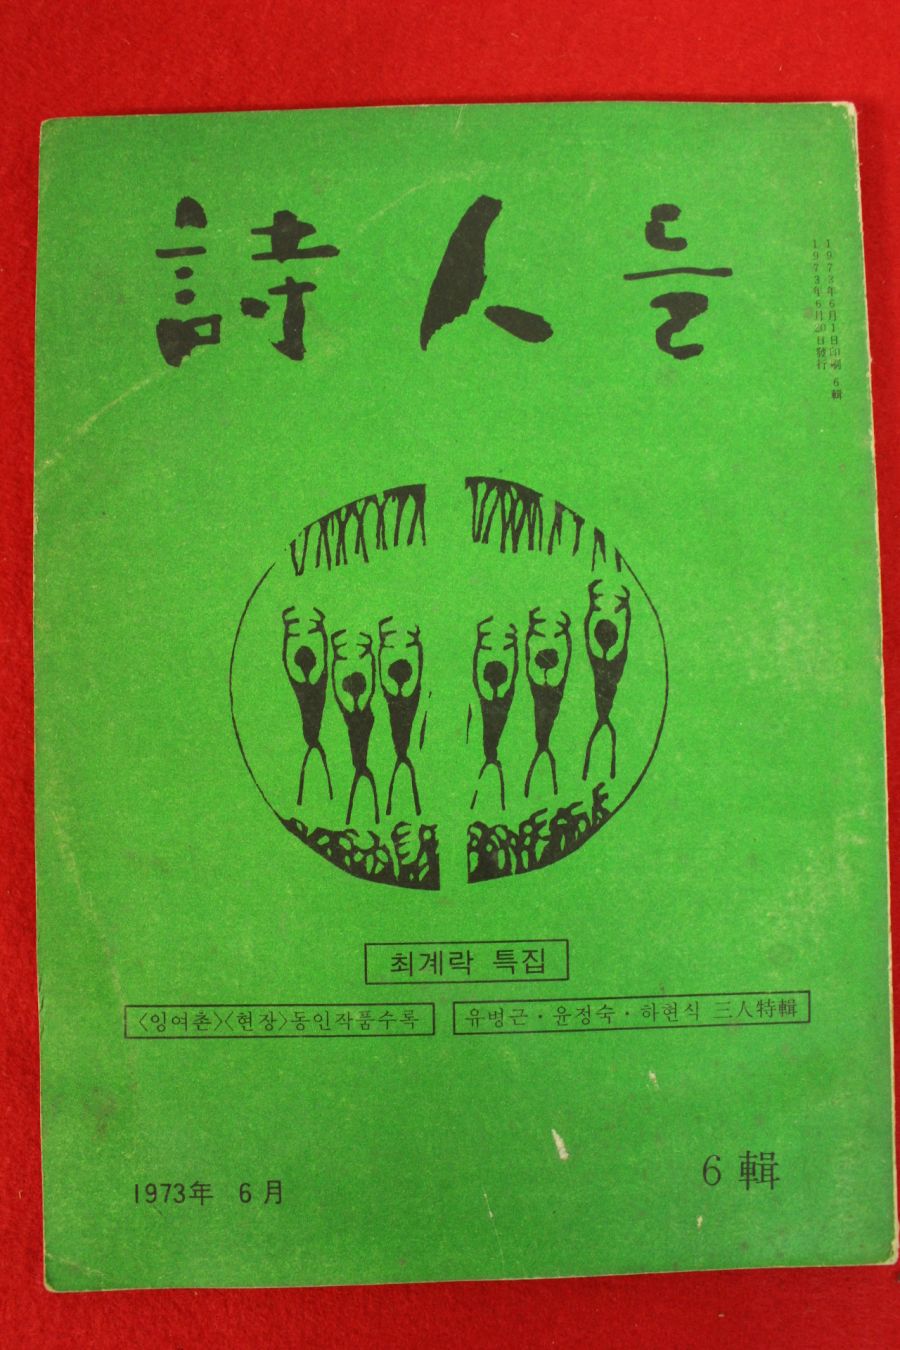 詩人들
1973年6月1日印刷 6輯
1973年6月20日發行
최계락 특집
〈잉여촌〉〈현장〉동인작품수록
유병근·윤정숙·하현식 三人特輯
1973年 6月
6輯